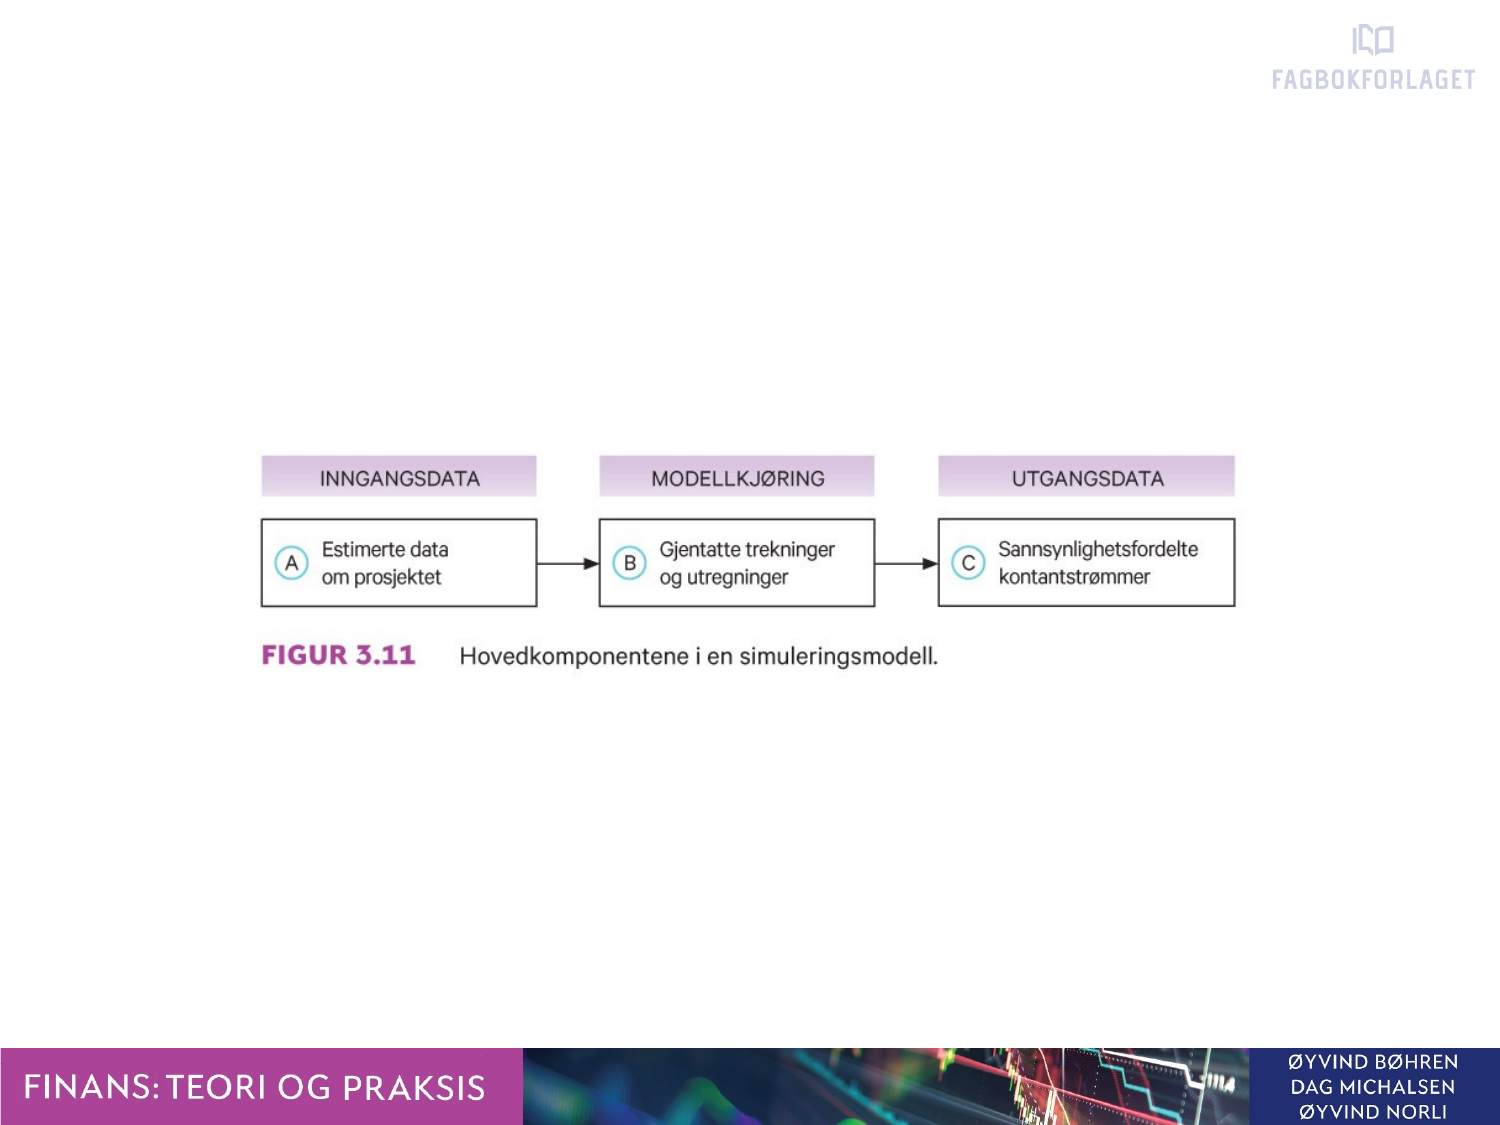 FAGBOKFORLAGET
INNGANGSDATA
MODELLKJØRING
UTGANGSDATA
A
Estimerte data
om prosjektet
B
Gjentatte trekninger
og utregninger
C
Sannsynlighetsfordelte
kontantstrømmer
FIGUR 3.11 Hovedkomponentene i en simuleringsmodell.
FINANS: TEORI OG PRAKSIS
ØYVIND BØHREN
DAG MICHALSEN
ØYVIND NORLI